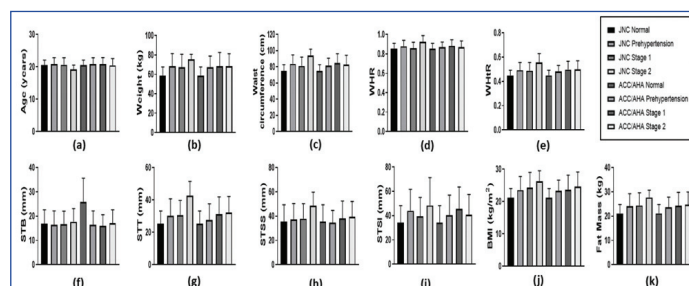 Age (years)
40
30
20
10
0
(a)
Weight (kg)
100
80
60
40
20
0
(b)
Waist
circumference (cm)
150
100
50
0
(c)
WHR
1.0
0.8
0.6
0.4
0.2
0.0
(d)
WHtR
1.0
0.8
0.6
0.4
0.2
0.0
(e)
JNC Normal
JNC Prehypertension
JNC Stage 1
JNC Stage 2
ACC/AHA Normal
ACC/AHA Prehypertension
ACC/AHA Stage 1
ACC/AHA Stage 2
STB (mm)
40
30
20
10
0
(f)
STT (mm)
60
40
20
0
(g)
STSS (mm)
80
60
40
20
0
(h)
STSI (mm)
80
60
40
20
0
(i)
BMI (kg/m²)
40
30
20
10
0
(j)
Fat Mass (kg)
40
30
20
10
0
(k)